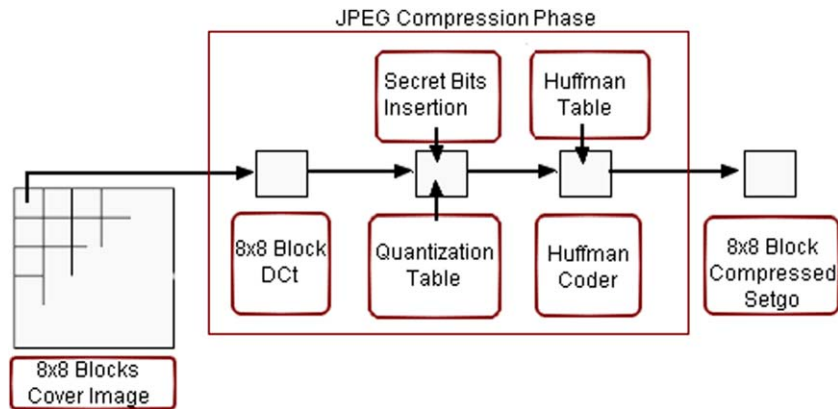 JPEG Compression Phase
Secret Bits
Insertion
Huffman
Table
8x8 Block
DCt
Quantization
Table
Huffman
Coder
8x8 Block
Compressed
Setgo
8x8 Blocks
Cover Image